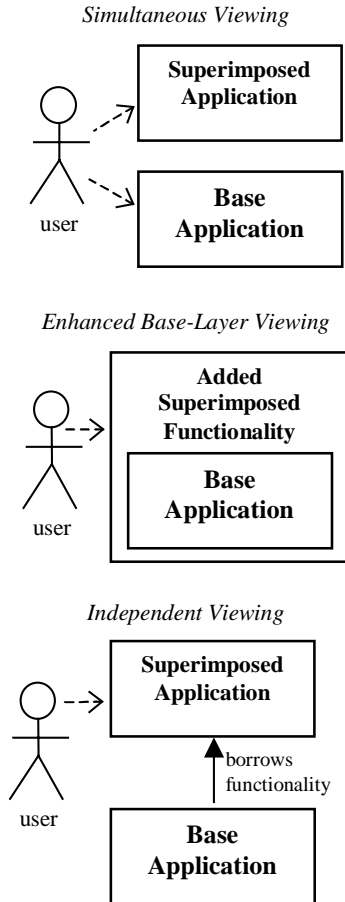 Simultaneous Viewing
Superimposed
Application
user
Base
Application
Enhanced Base-Layer Viewing
Added
Superimposed
Functionality
Base
Application
user
Independent Viewing
Superimposed
Application
user
borrows
functionality
Base
Application